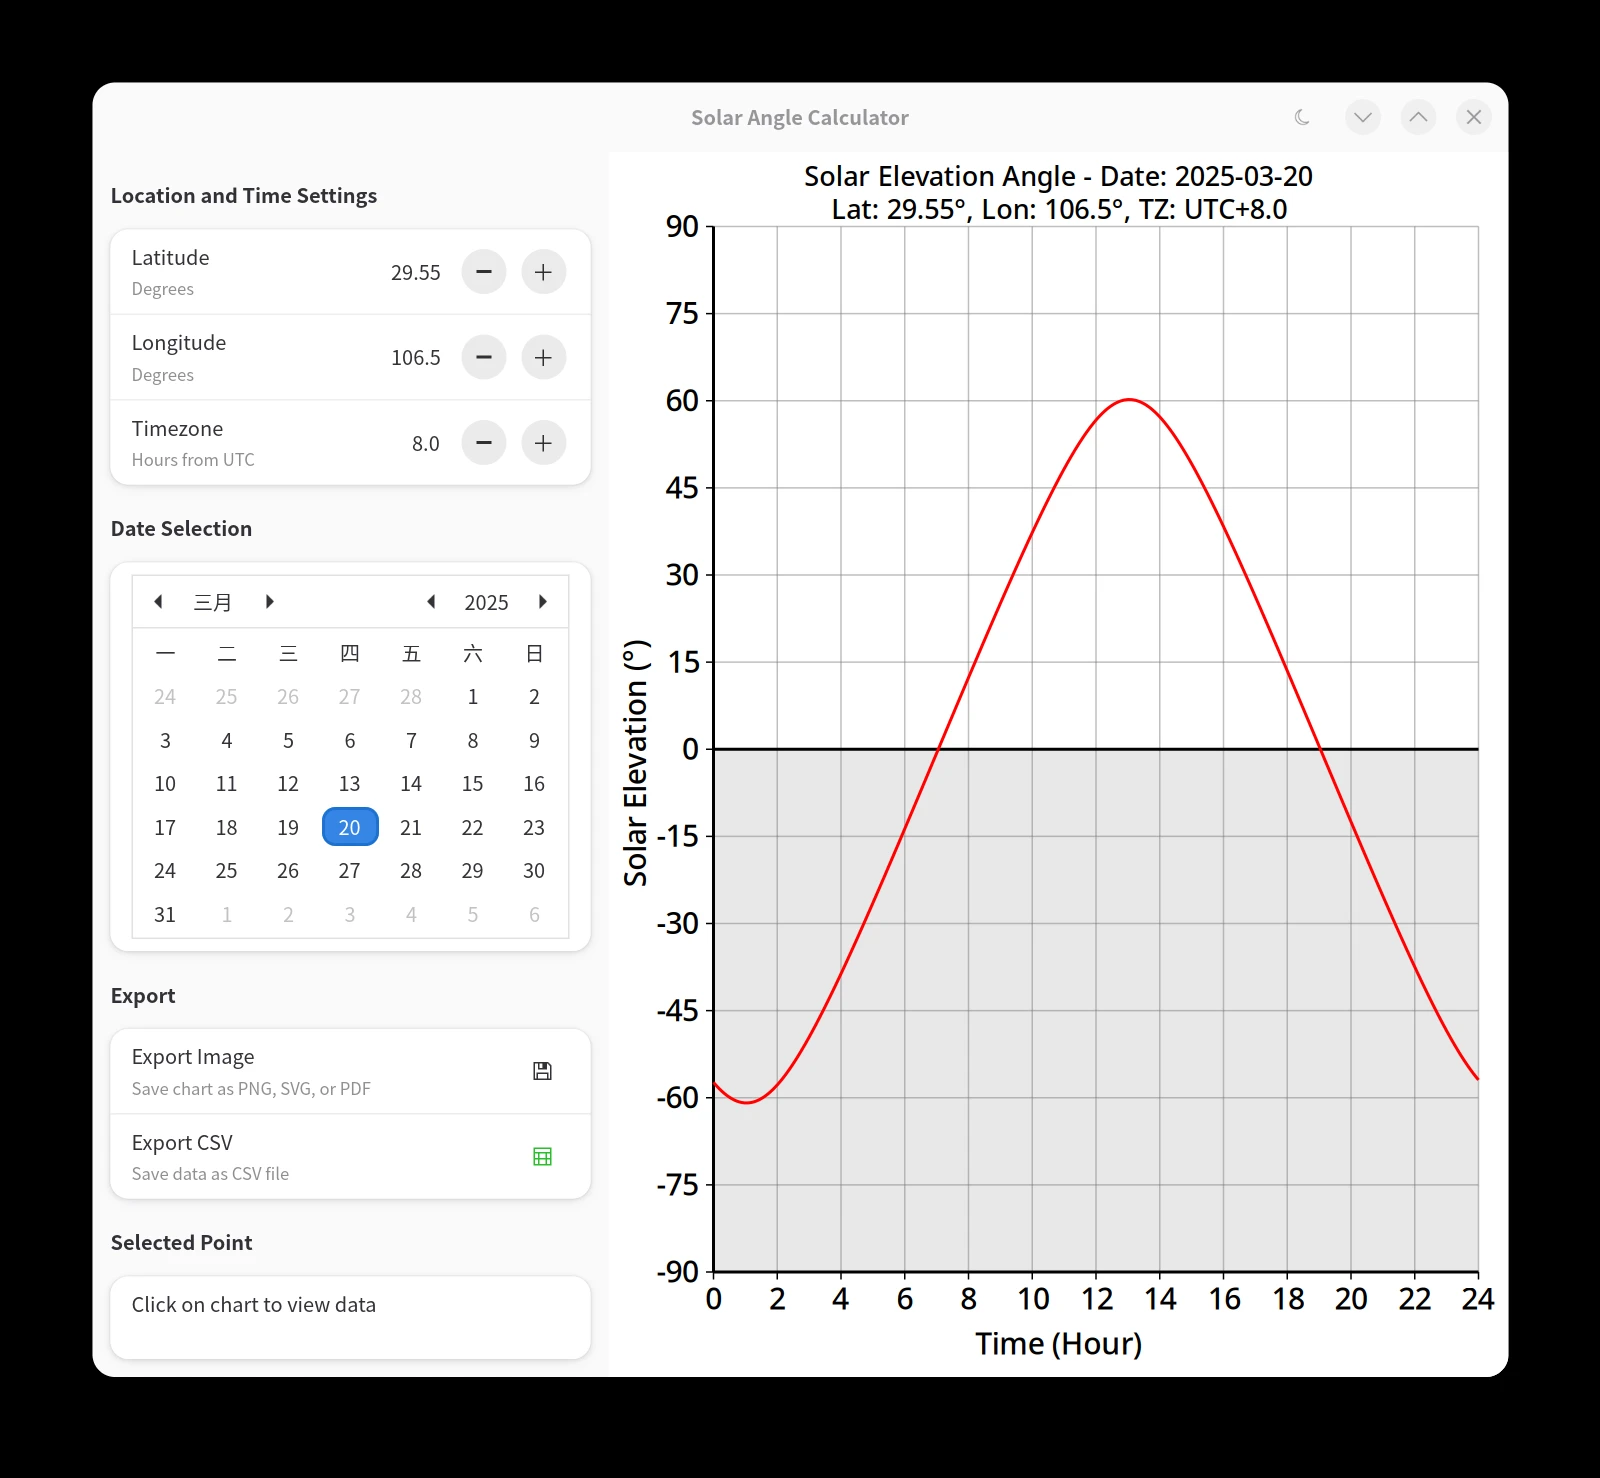 Solar Angle Calculator
Location and Time Settings
Latitude
Degrees
29.55
Longitude
Degrees
106.5
Timezone
Hours from UTC
8.0
Date Selection
三月 2025
一 二 三 四 五 六 日
24 25 26 27 28 1 2
3 4 5 6 7 8 9
10 11 12 13 14 15 16
17 18 19 20 21 22 23
24 25 26 27 28 29 30
31 1 2 3 4 5 6
Export
Export Image
Save chart as PNG, SVG, or PDF
Export CSV
Save data as CSV file
Selected Point
Click on chart to view data
Solar Elevation Angle - Date: 2025-03-20
Lat: 29.55°, Lon: 106.5°, TZ: UTC+8.0
Solar Elevation (°)
90
75
60
45
30
15
0
-15
-30
-45
-60
-75
-90
0 2 4 6 8 10 12 14 16 18 20 22 24
Time (Hour)